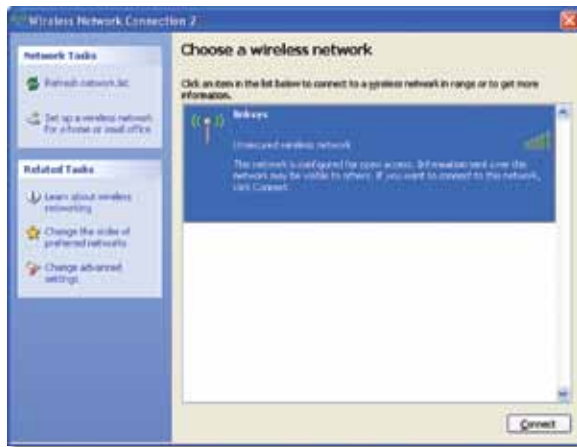 Wireless Network Connection 2
Network Tasks
Refresh network list
Set up a wireless network
for a home or small office
Related Tasks
Learn about wireless
networking
Change the order of
preferred networks
Change advanced
settings
Choose a wireless network
Click an item in the list below to connect to a wireless network in range or to get more
information.
linksys
Unsecured wireless network
This network is configured for open access. Information sent over this
network may be visible to others. If you want to connect to this network,
click Connect.
Connect